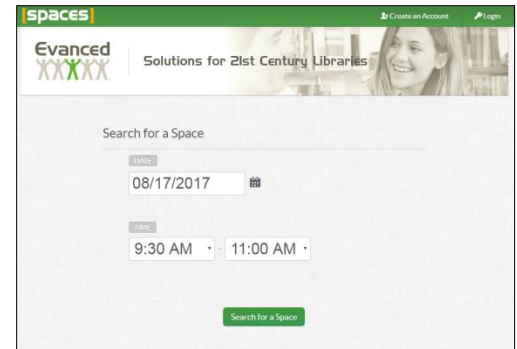 [spaces]
Create an Account
Login
Evanced
Solutions for 21st Century Libraries
Search for a Space
DATE
08/17/2017
TIME
9:30 AM - 11:00 AM
Search for a Space